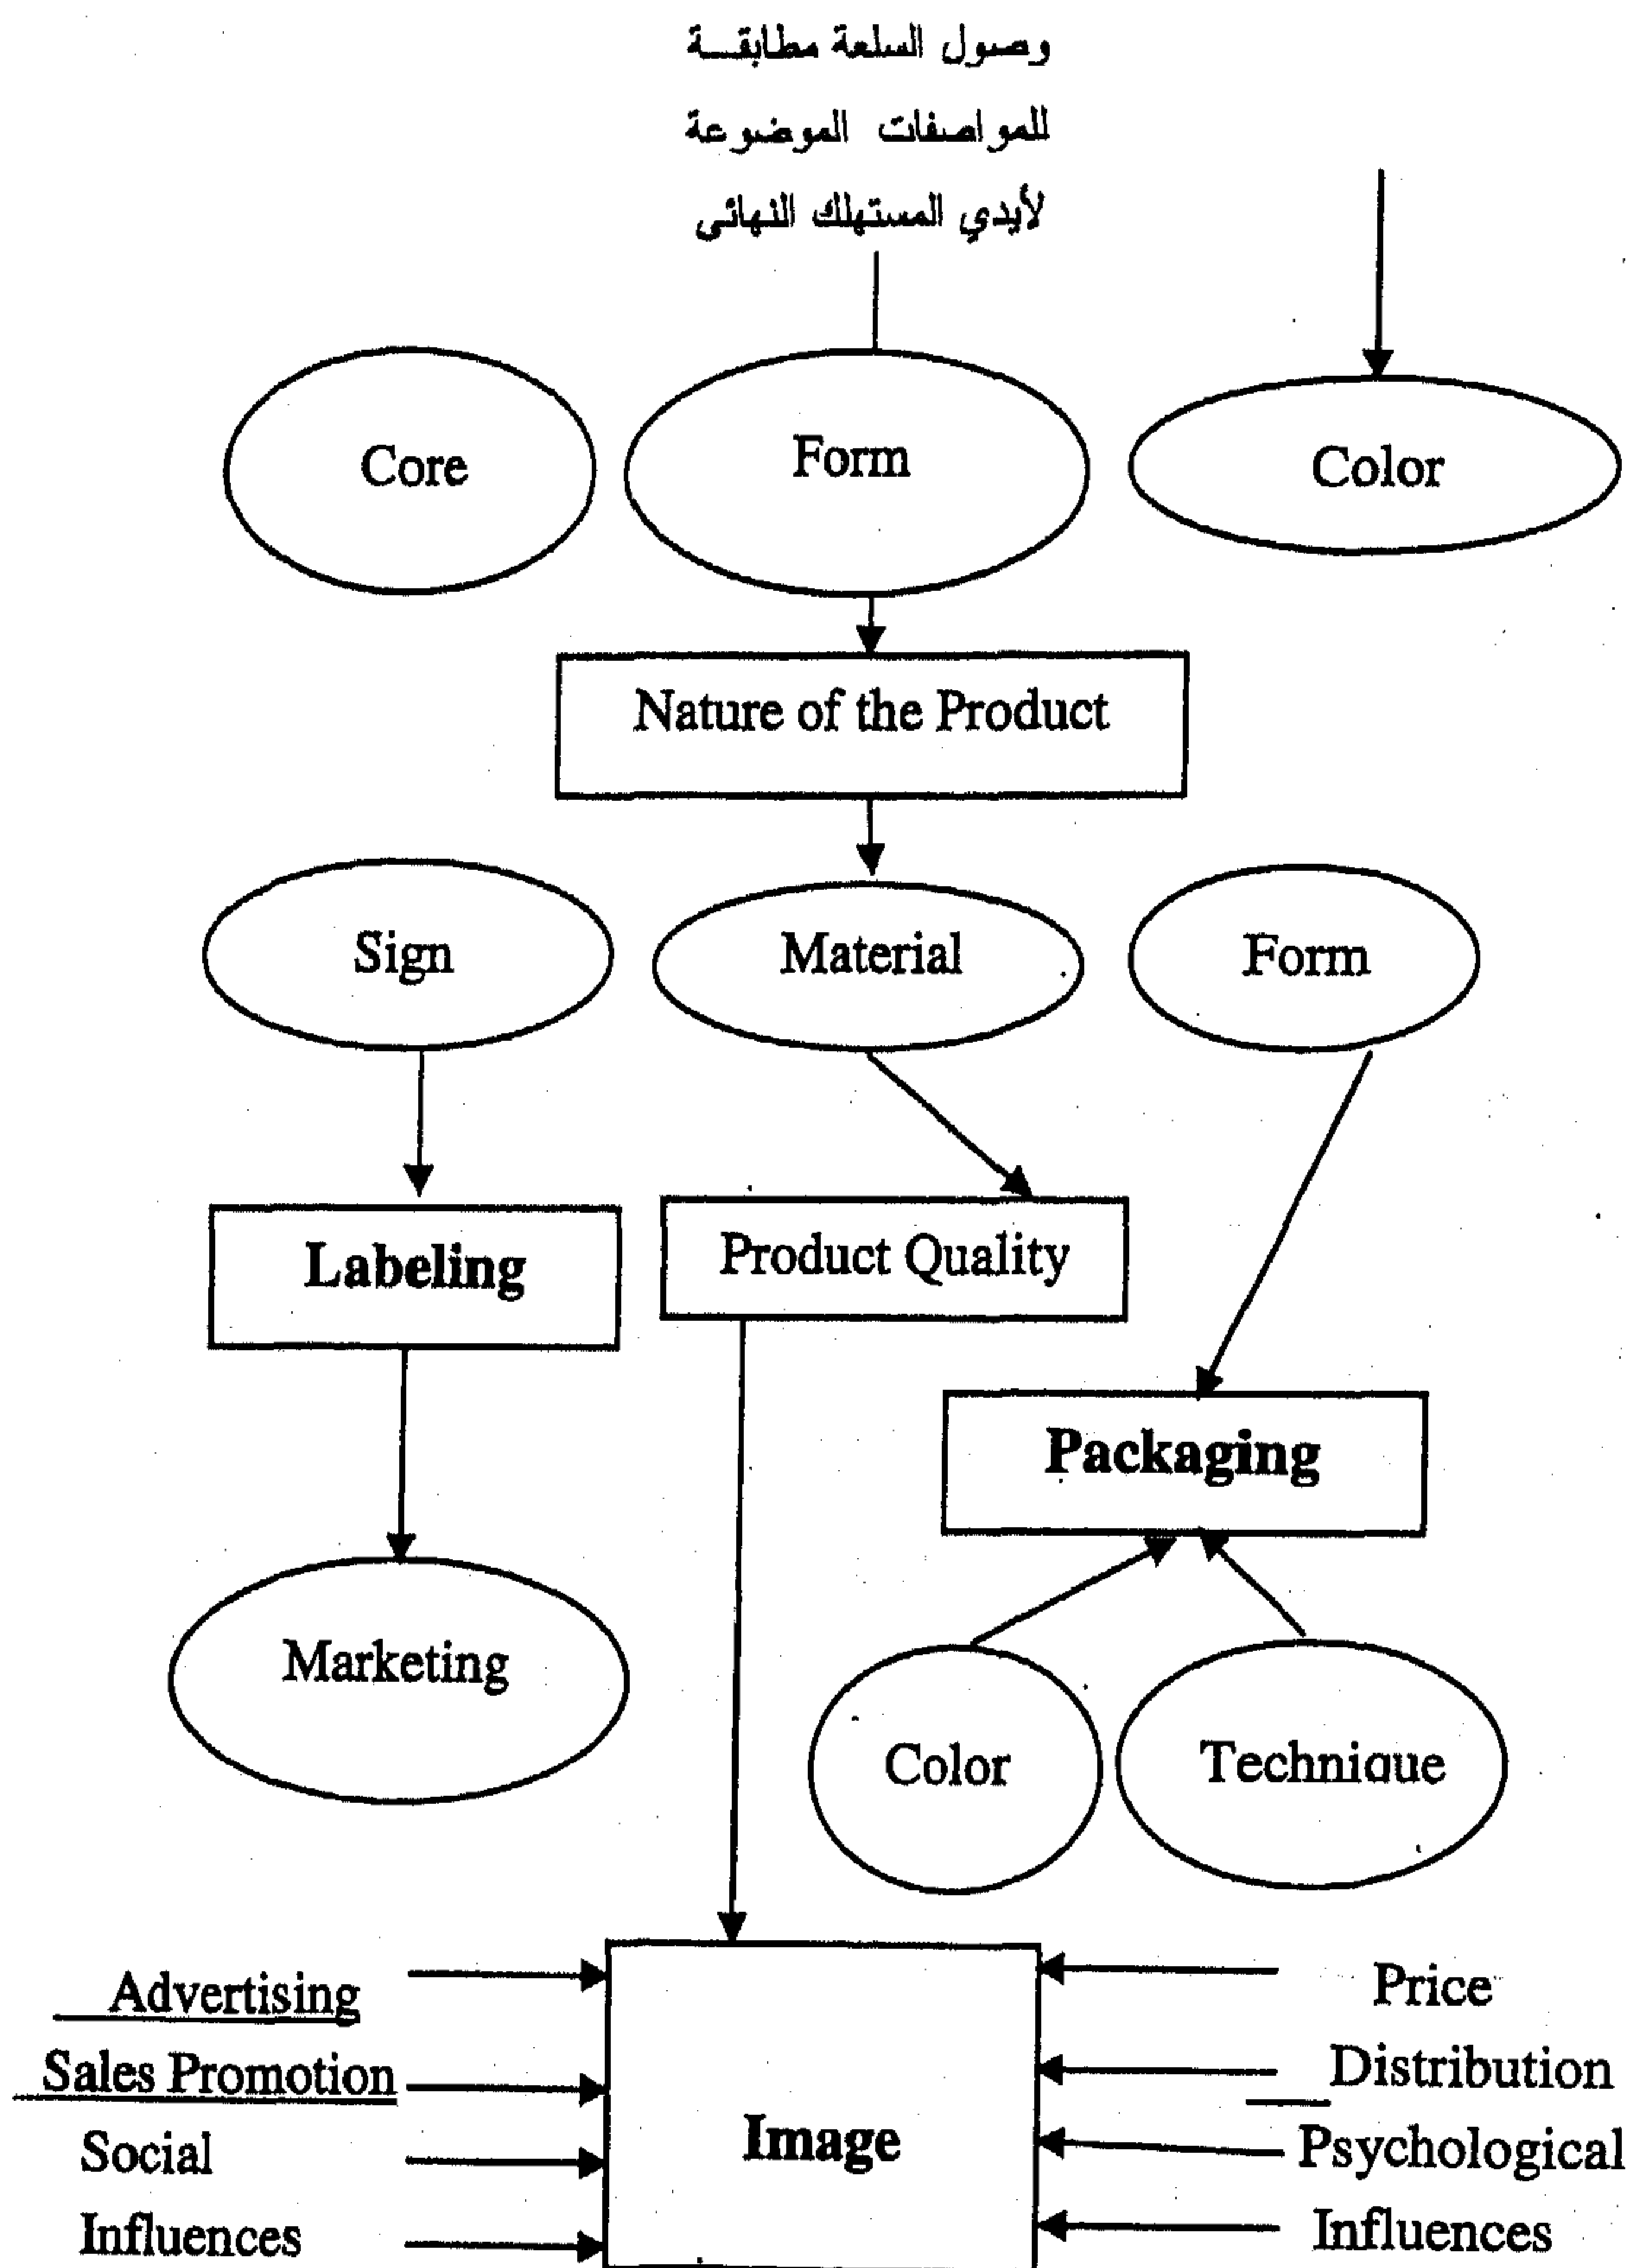 وصول السلعة مطابقة
للمواصفات الموضوعة
لأيدي المستهلك النهائى
Core
Form
Color
Nature of the Product
Sign
Material
Form
Labeling
Product Quality
Packaging
Marketing
Color
Technique
Advertising
Price
Sales Promotion
Distribution
Image
Social
Psychological
Influences
Influences